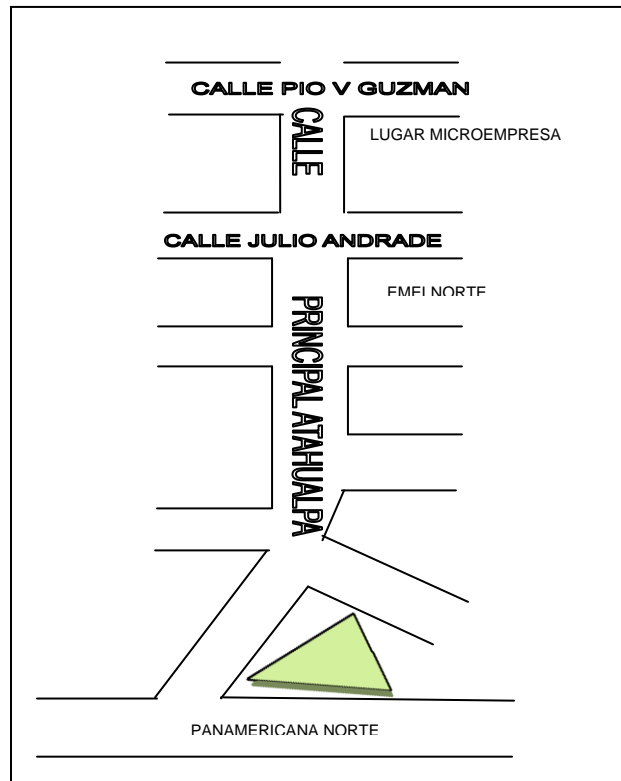 CALLE PIO V GUZMAN
CALLE
LUGAR MICROEMPRESA
CALLE JULIO ANDRADE
EMELNORTE
PRINCIPAL ATAHUALPA
PANAMERICANA NORTE